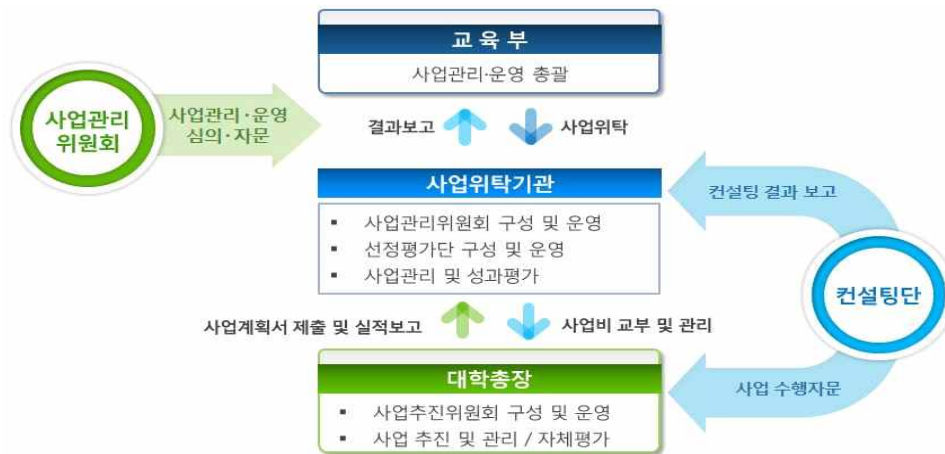 교 육 부
사업관리·운영 총괄
사업관리
위원회
사업관리·운영
심의·자문
결과보고
사업위탁
사업위탁기관
▪ 사업관리위원회 구성 및 운영
▪ 선정평가단 구성 및 운영
▪ 사업관리 및 성과평가
컨설팅 결과 보고
컨설팅단
사업계획서 제출 및 실적보고
사업비 교부 및 관리
대학총장
▪ 사업추진위원회 구성 및 운영
▪ 사업 추진 및 관리 / 자체평가
사업 수행자문